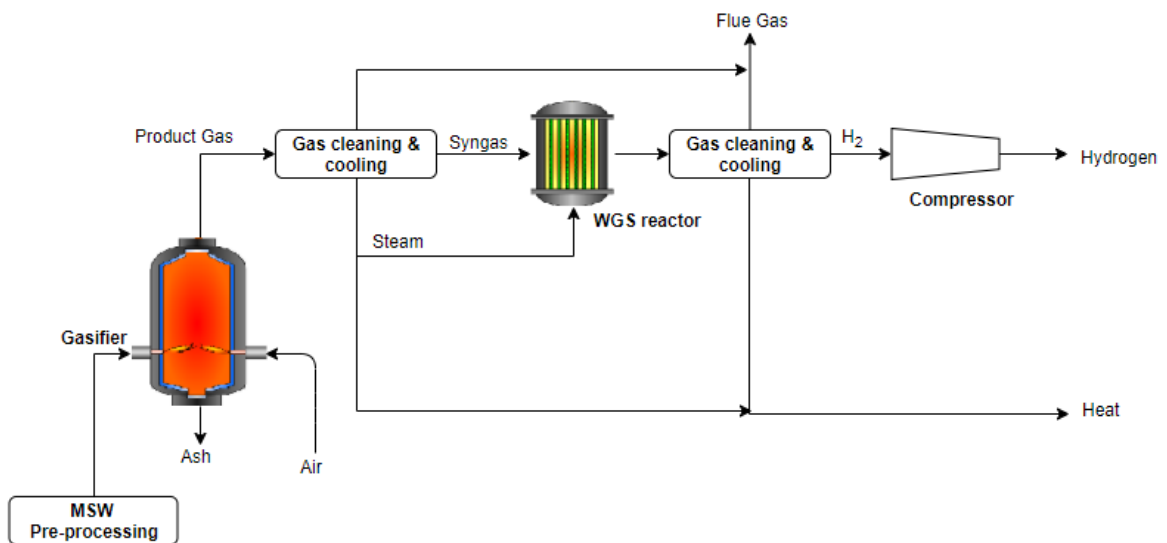 Flue Gas
Product Gas
Gas cleaning &
cooling
Syngas
Gas cleaning &
cooling
H₂
Hydrogen
Compressor
WGS reactor
Steam
Gasifier
Heat
Ash
Air
MSW
Pre-processing